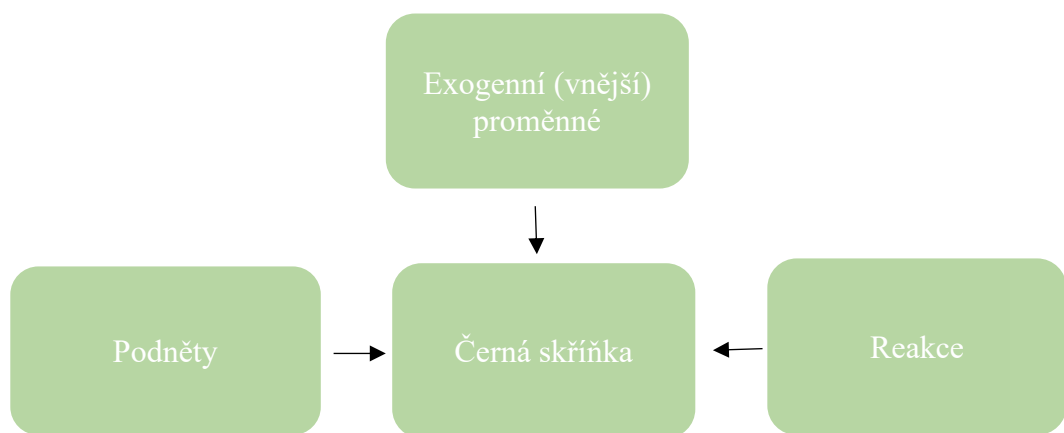 Exogenní (vnější)
proměnné
Podněty
Černá skříňka
Reakce